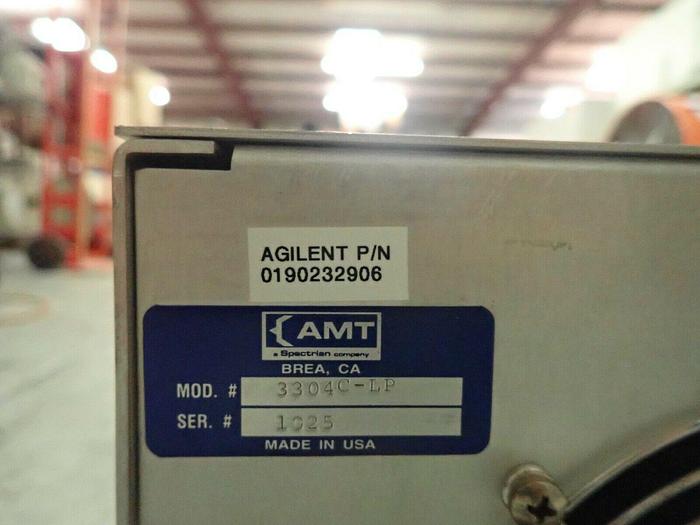 AGILENT P/N
0190232906
AMT
a Spectrian company
BREA, CA
MOD. # 3304C-LP
SER. # 1025
MADE IN USA